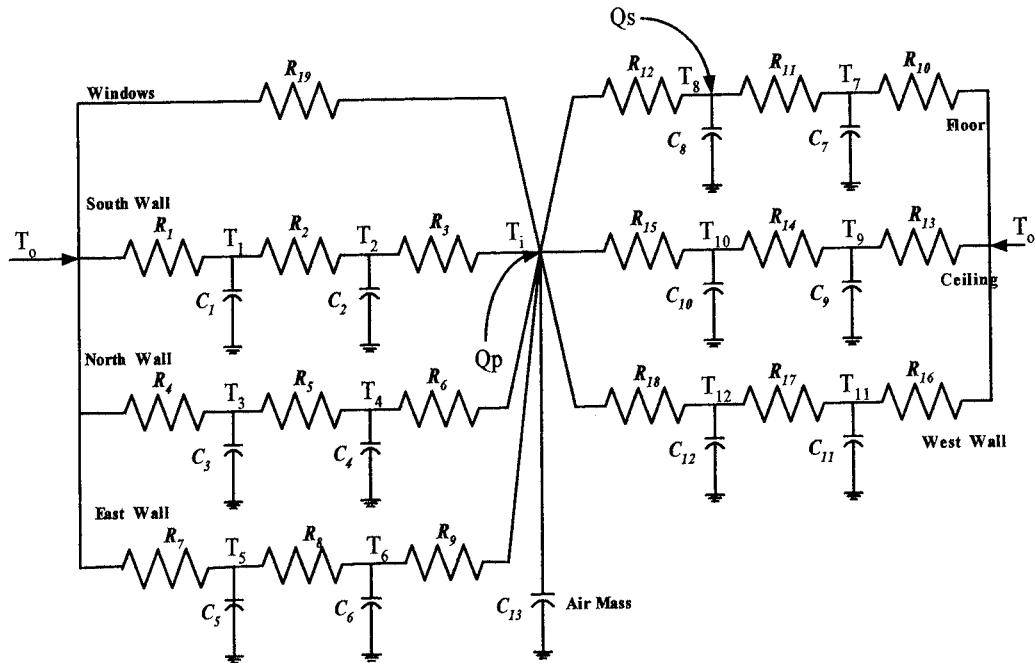 Qs
R19
R12
T8
R11
T7
R10
Windows
C8
C7
Floor
South Wall
R1
T1
R2
T2
R3
Ti
R15
T10
R14
T9
R13
To
To
C1
C2
C10
C9
Ceiling
North Wall
Qp
R4
T3
R5
T4
R6
R18
T12
R17
T11
R16
C3
C4
C12
C11
West Wall
East Wall
R7
T5
R8
T6
R9
C5
C6
C13
Air Mass